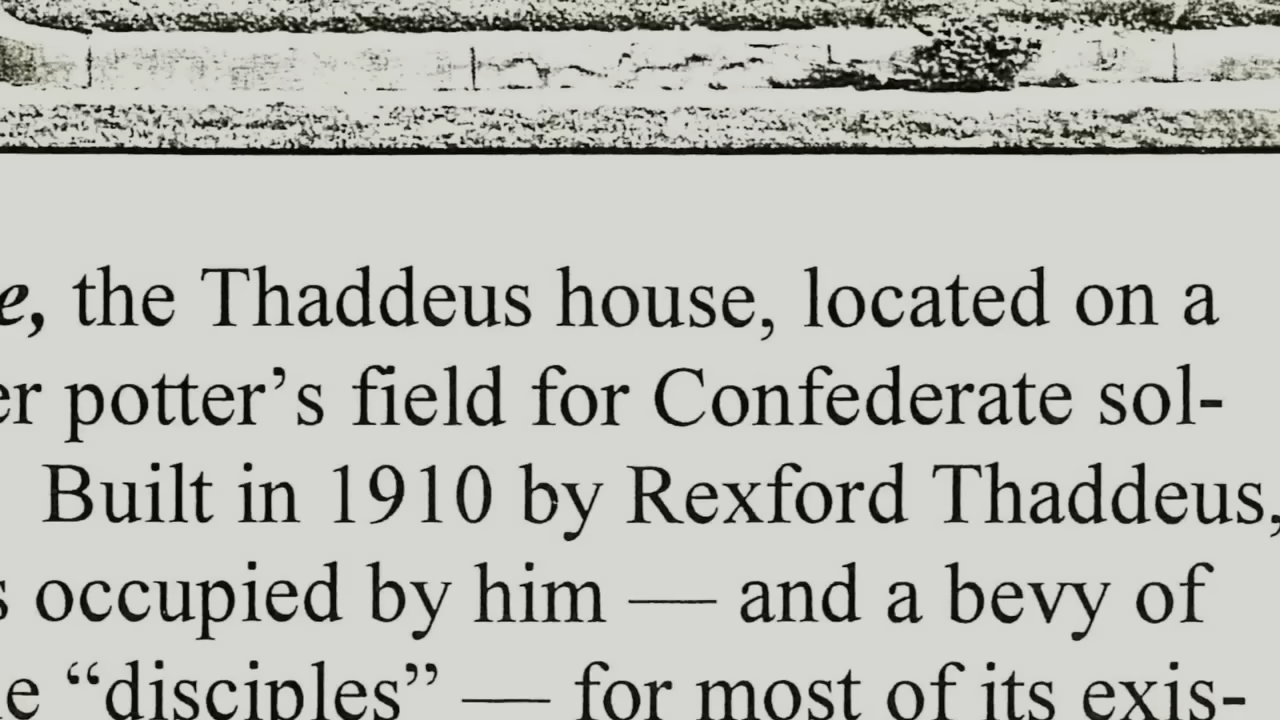 the Thaddeus house, located on a
potter’s field for Confederate sol-
Built in 1910 by Rexford Thaddeus,
occupied by him — and a bevy of
“disciples” — for most of its exis-